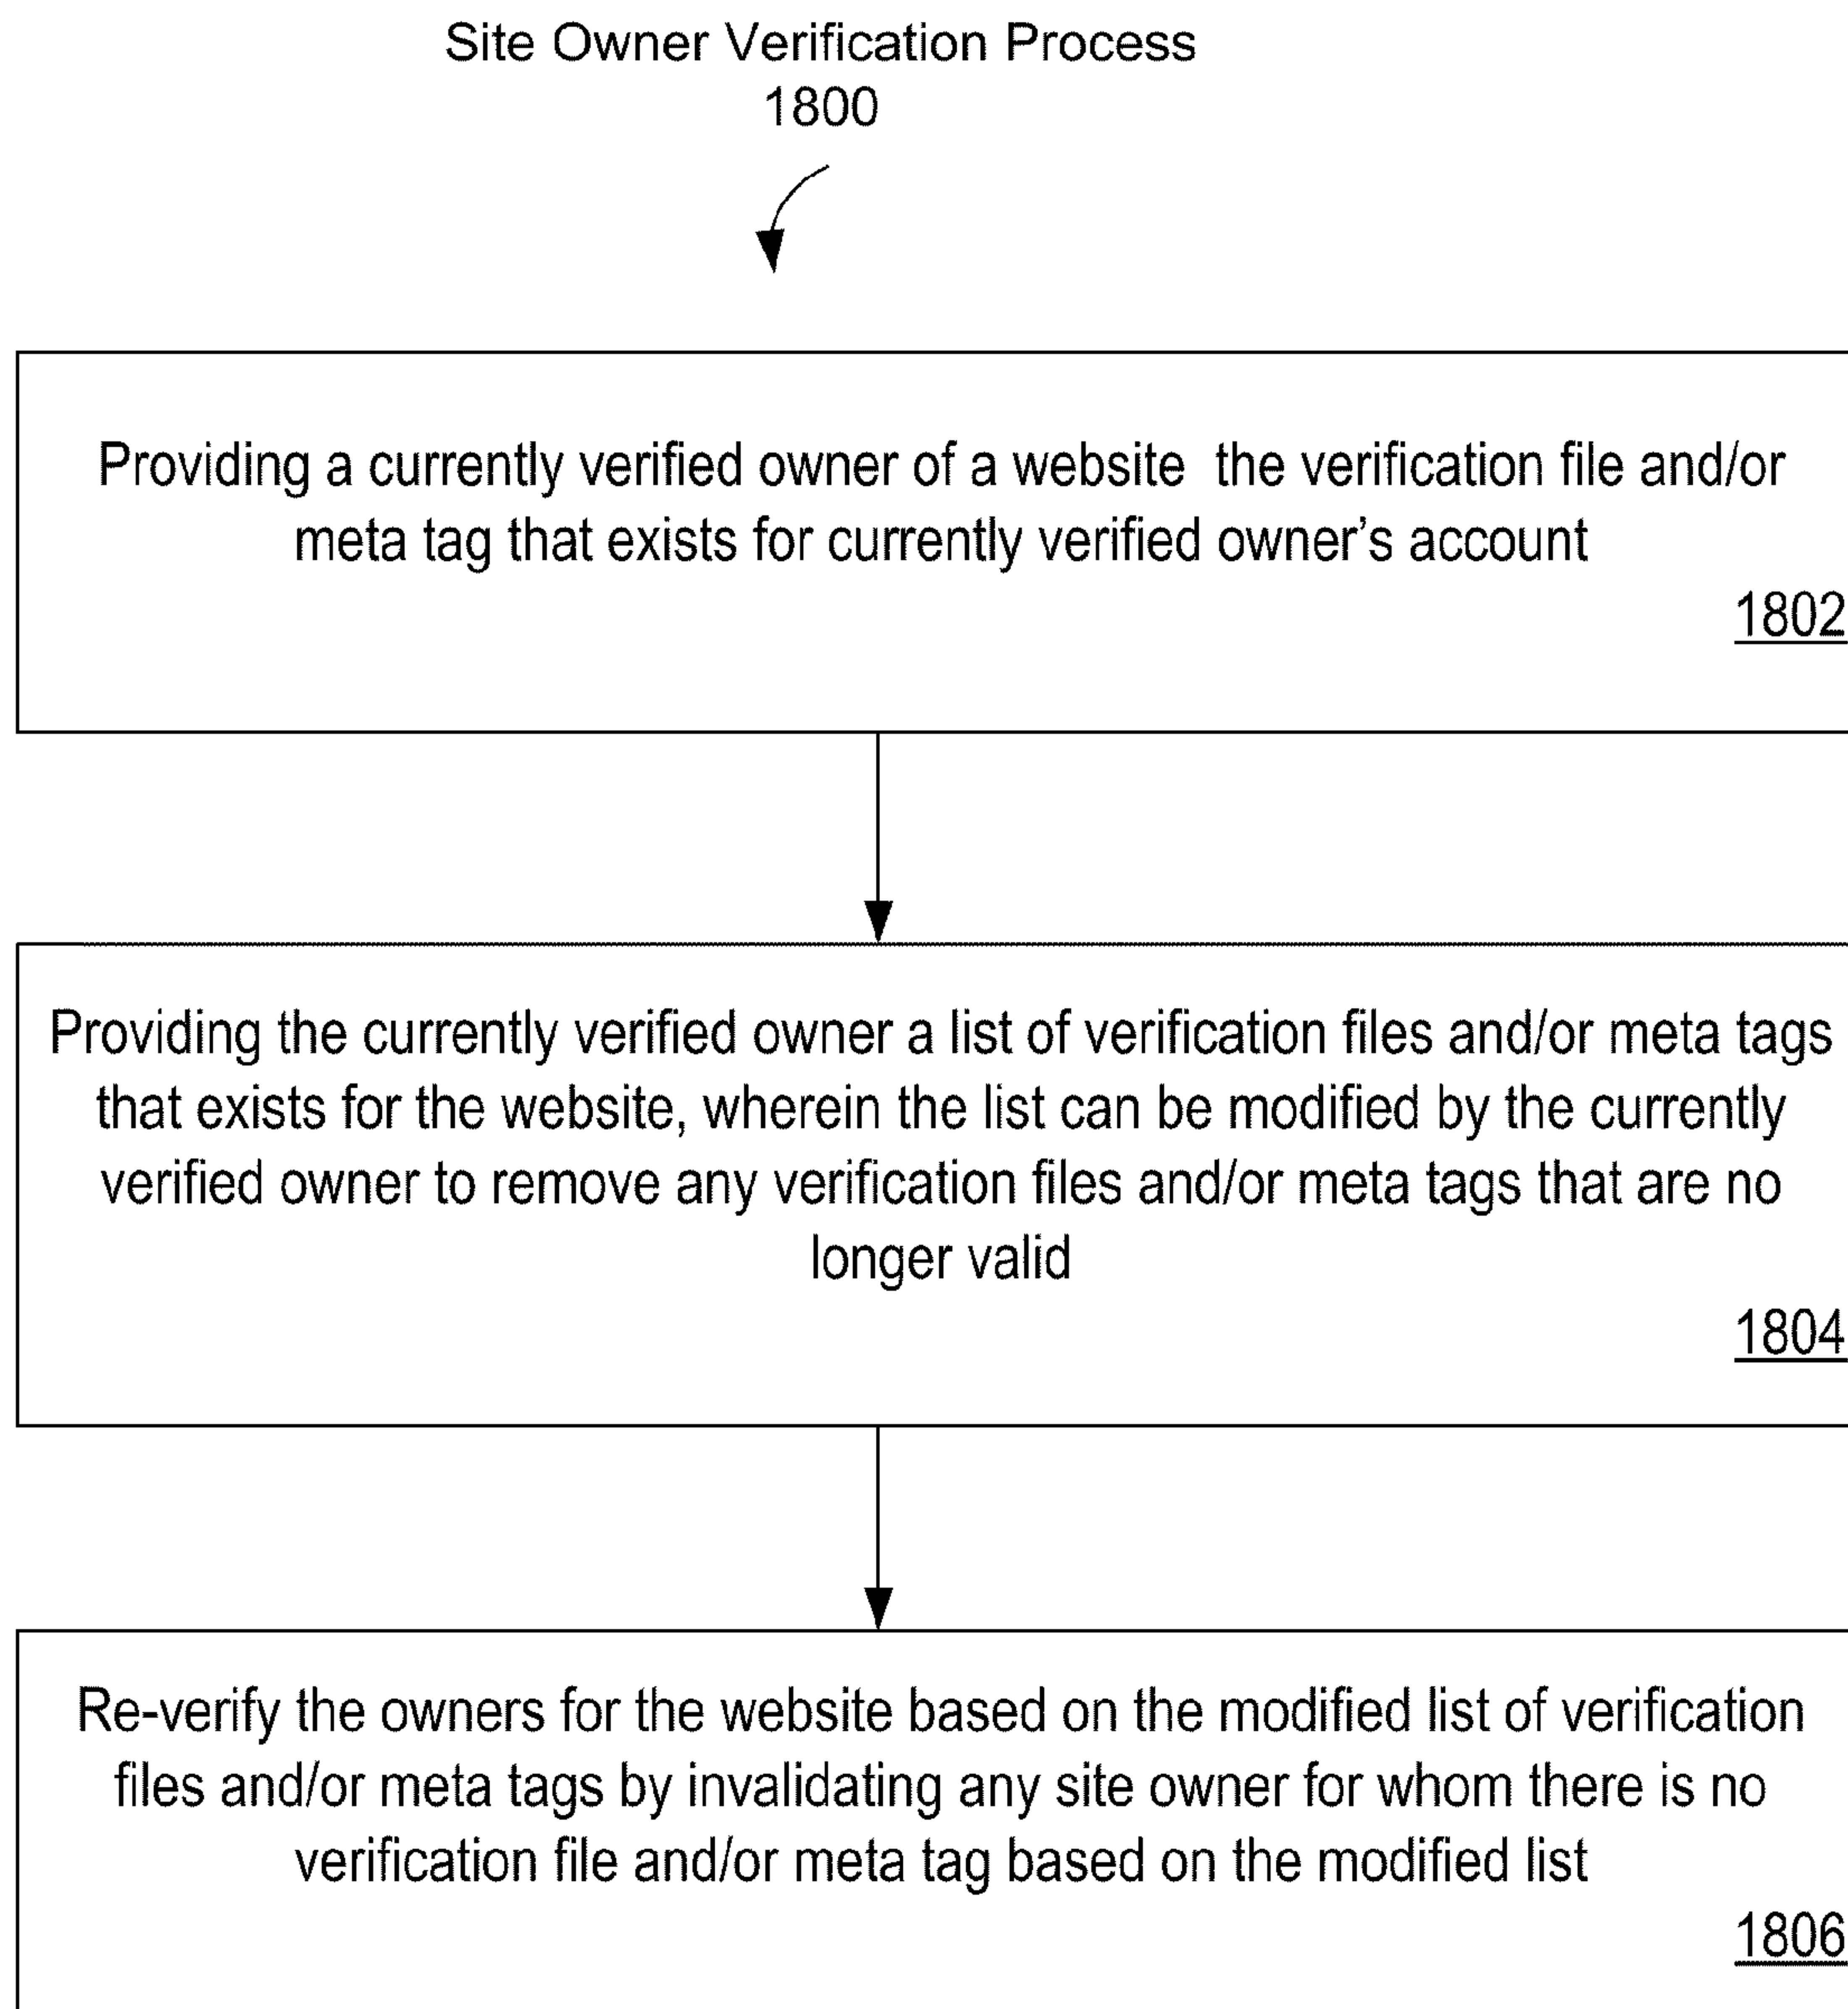 Site Owner Verification Process
1800
Providing a currently verified owner of a website the verification file and/or
meta tag that exists for currently verified owner’s account
1802
Providing the currently verified owner a list of verification files and/or meta tags
that exists for the website, wherein the list can be modified by the currently
verified owner to remove any verification files and/or meta tags that are no
longer valid
1804
Re-verify the owners for the website based on the modified list of verification
files and/or meta tags by invalidating any site owner for whom there is no
verification file and/or meta tag based on the modified list
1806